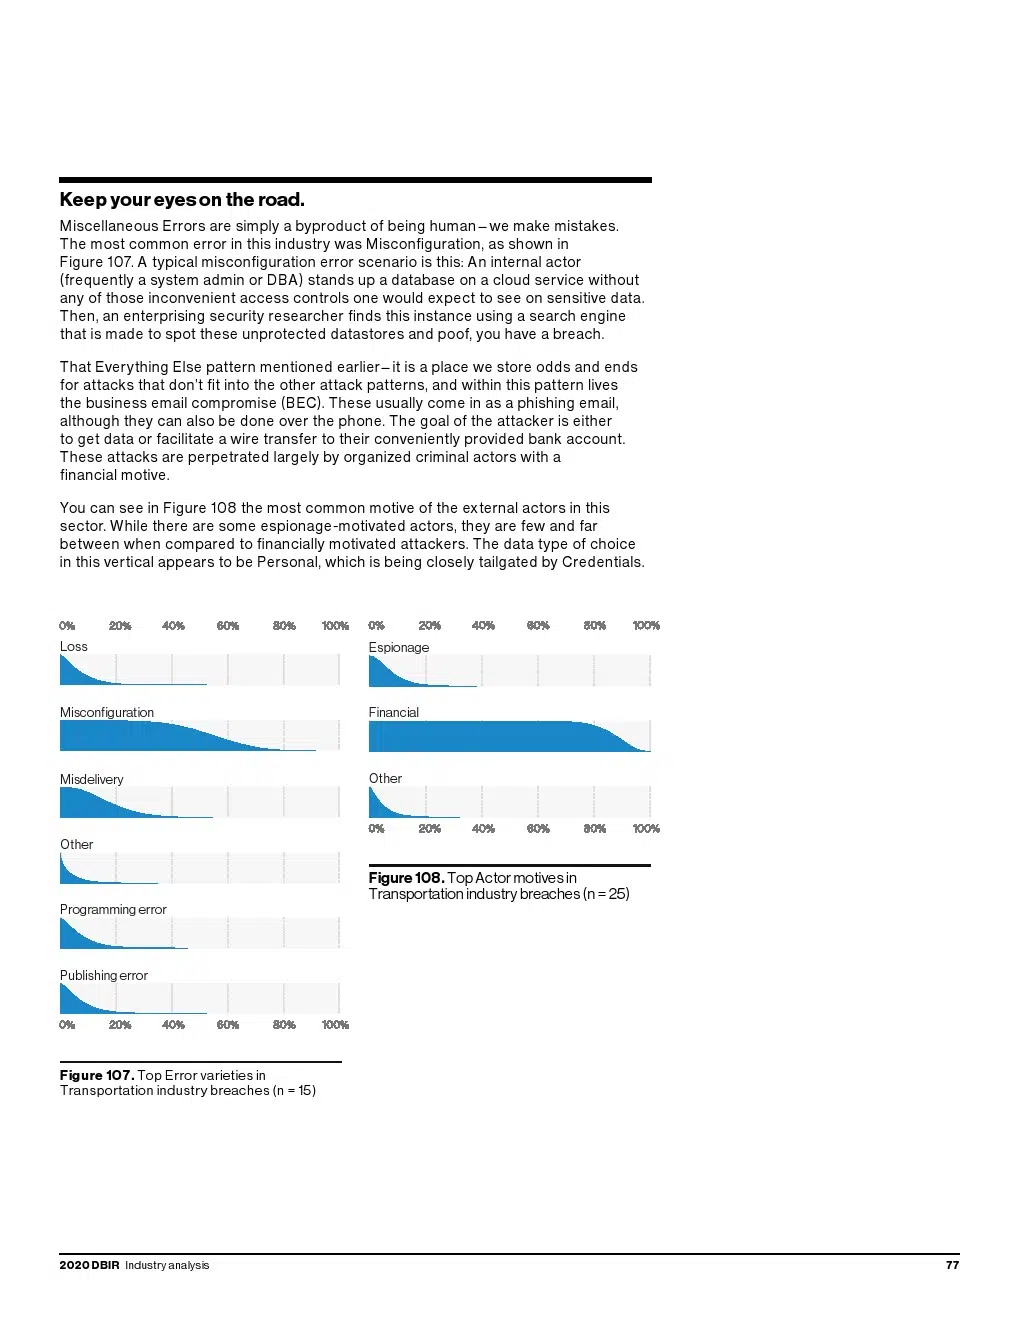 Keep your eyes on the road.
Miscellaneous Errors are simply a byproduct of being human – we make mistakes.
The most common error in this industry was Misconfiguration, as shown in
Figure 107. A typical misconfiguration error scenario is this: An internal actor
(frequently a system admin or DBA) stands up a database on a cloud service without
any of those inconvenient access controls one would expect to see on sensitive data.
Then, an enterprising security researcher finds this instance using a search engine
that is made to spot these unprotected datastores and poof, you have a breach.
That Everything Else pattern mentioned earlier – it is a place we store odds and ends
for attacks that don’t fit into the other attack patterns, and within this pattern lives
the business email compromise (BEC). These usually come in as a phishing email,
although they can also be done over the phone. The goal of the attacker is either
to get data or facilitate a wire transfer to their conveniently provided bank account.
These attacks are perpetrated largely by organized criminal actors with a
financial motive.
You can see in Figure 108 the most common motive of the external actors in this
sector. While there are some espionage-motivated actors, they are few and far
between when compared to financially motivated attackers. The data type of choice
in this vertical appears to be Personal, which is being closely tailgated by Credentials.
0% 20% 40% 60% 80% 100%
Loss
Misconfiguration
Misdelivery
Other
Programming error
Publishing error
0% 20% 40% 60% 80% 100%
Figure 107. Top Error varieties in
Transportation industry breaches (n = 15)
0% 20% 40% 60% 80% 100%
Espionage
Financial
Other
0% 20% 40% 60% 80% 100%
Figure 108. Top Actor motives in
Transportation industry breaches (n = 25)
2020 DBIR Industry analysis
77